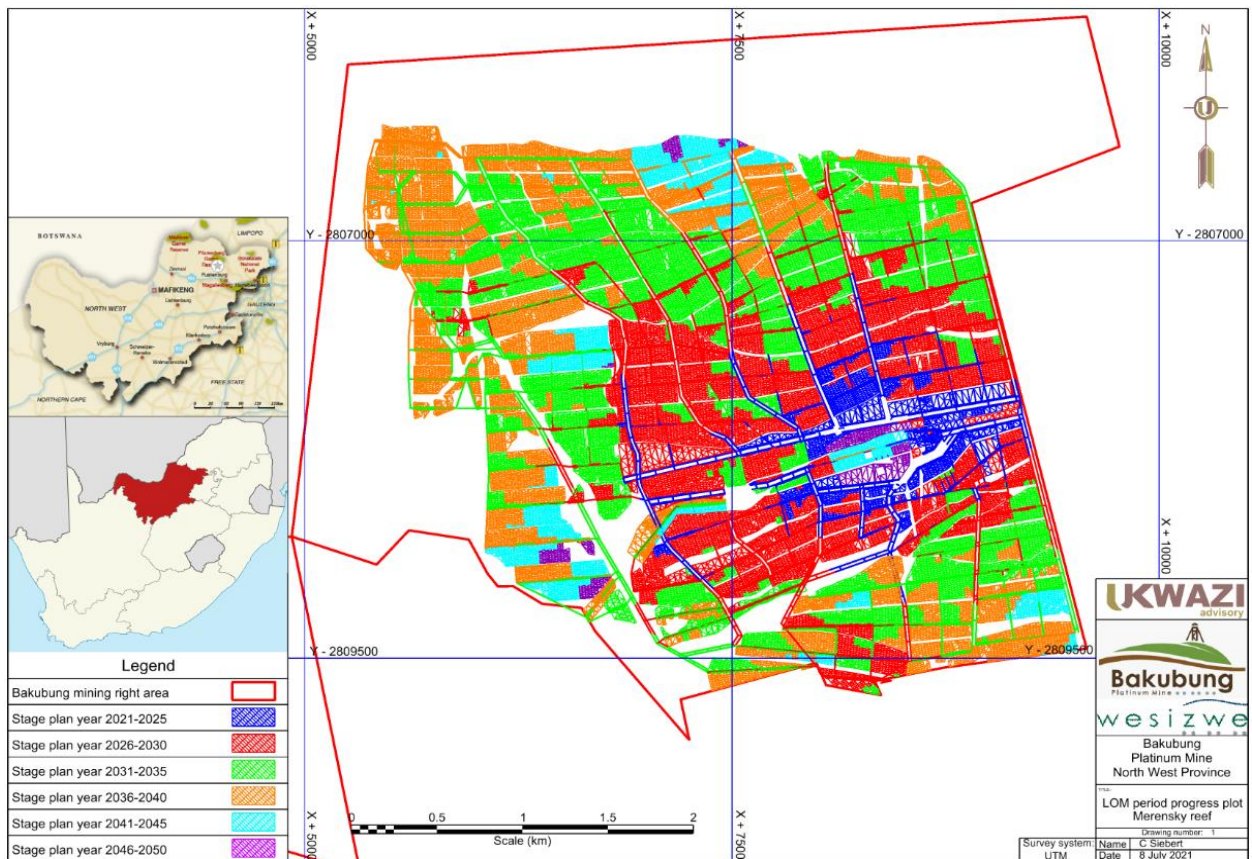 X + 5000
X + 7500
X + 10000
N
Y - 2807000
Y - 2807000
BOTSWANA
LIMPOPO
MAFIKENG
NORTH WEST
Vryburg
FREE STATE
NORTHERN CAPE
X + 10000
Y - 2809500
Y - 2809500
Legend
Bakubung mining right area
Stage plan year 2021-2025
Stage plan year 2026-2030
Stage plan year 2031-2035
Stage plan year 2036-2040
Stage plan year 2041-2045
Stage plan year 2046-2050
X + 5000
X + 7500
0 0.5 1 1.5 2
Scale (km)
UKWAZI
advisory
Bakubung
Platinum Mine
wesizwe
Bakubung
Platinum Mine
North West Province
LOM period progress plot
Merensky reef
Drawing number: 1
Survey system: UTM
Name C Siebert
Date 8 July 2021